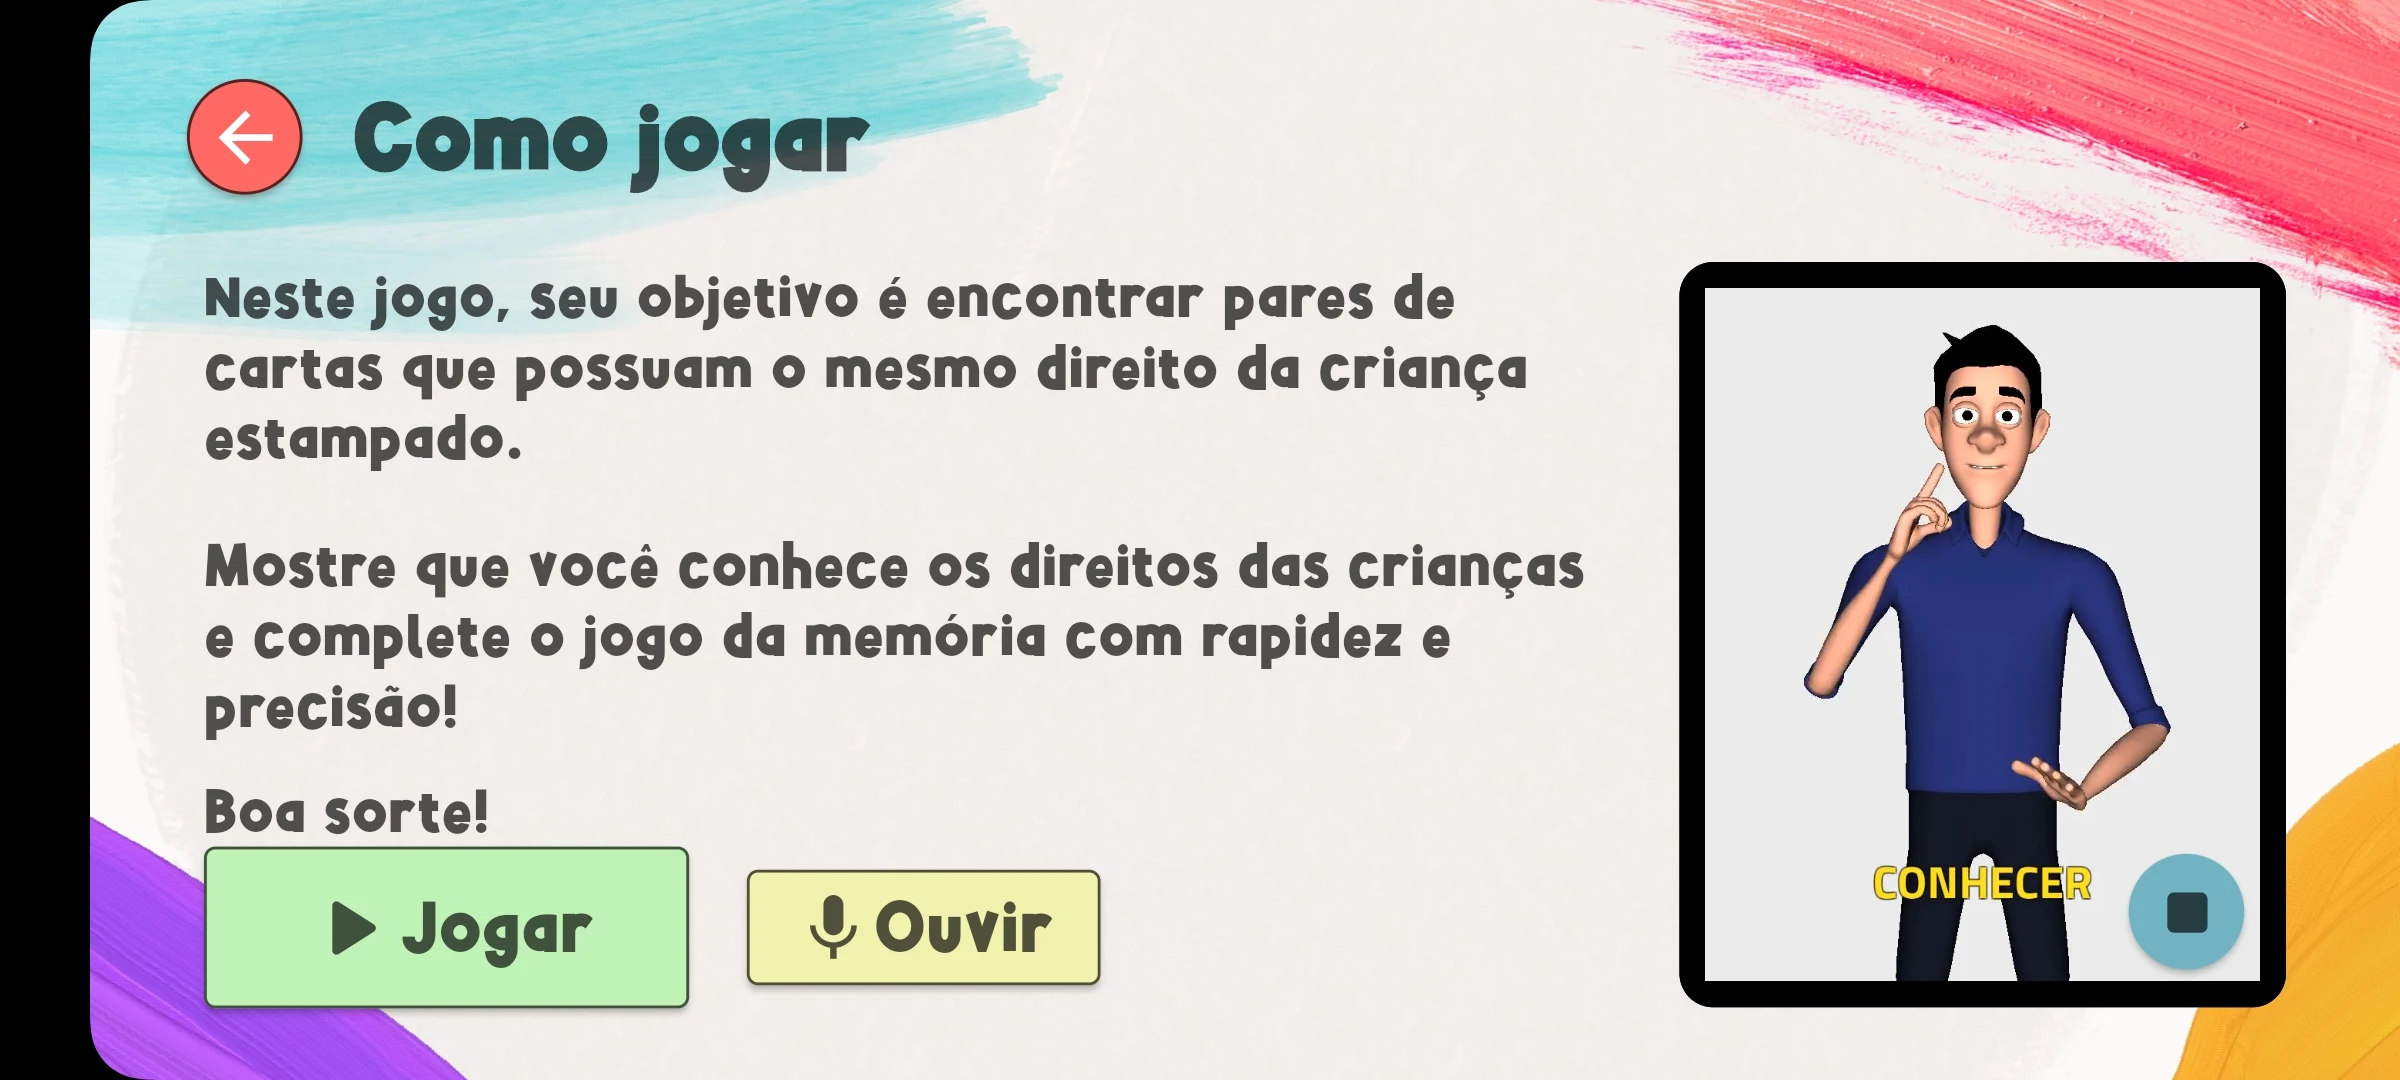 Como jogar
Neste jogo, seu objetivo é encontrar pares de
cartas que possuam o mesmo direito da criança
estampado.
Mostre que você conhece os direitos das crianças
e complete o jogo da memória com rapidez e
precisão!
Boa sorte!
Jogar
Ouvir
CONHECER